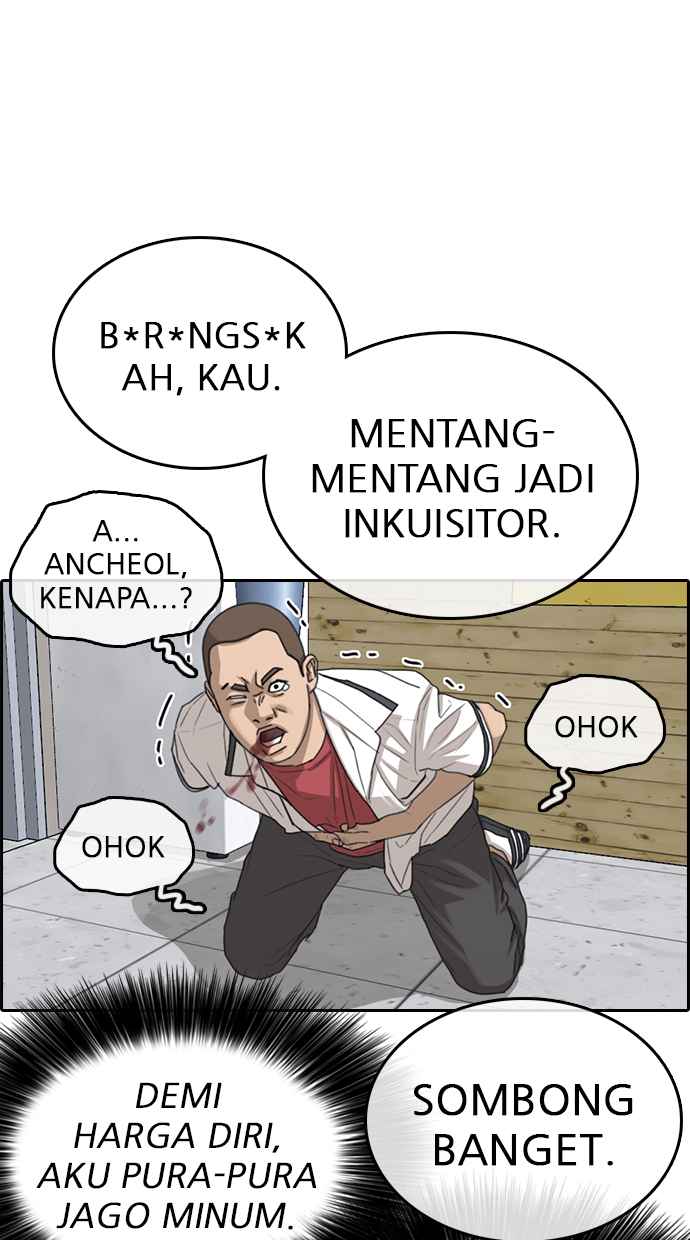 B*R*NGS*K
AH, KAU.
MENTANG-
MENTANG JADI
INKUISITOR.
A...
ANCHEOL,
KENAPA...?
OHOK
OHOK
SOMBONG
BANGET.
DEMI
HARGA DIRI,
AKU PURA-PURA
JAGO MINUM.